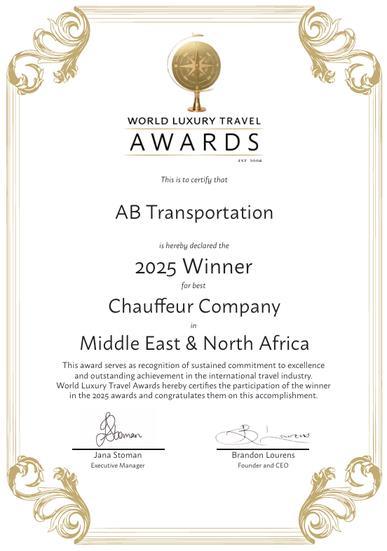 WORLD LUXURY TRAVEL
AWARDS
EST 2006
This is to certify that
AB Transportation
is hereby declared the
2025 Winner
for best
Chauffeur Company
in
Middle East & North Africa
This award serves as recognition of sustained commitment to excellence
and outstanding achievement in the international travel industry.
World Luxury Travel Awards hereby certifies the participation of the winner
in the 2025 awards and congratulates them on this accomplishment.
JStoman
B Lourens
Jana Stoman
Brandon Lourens
Executive Manager
Founder and CEO